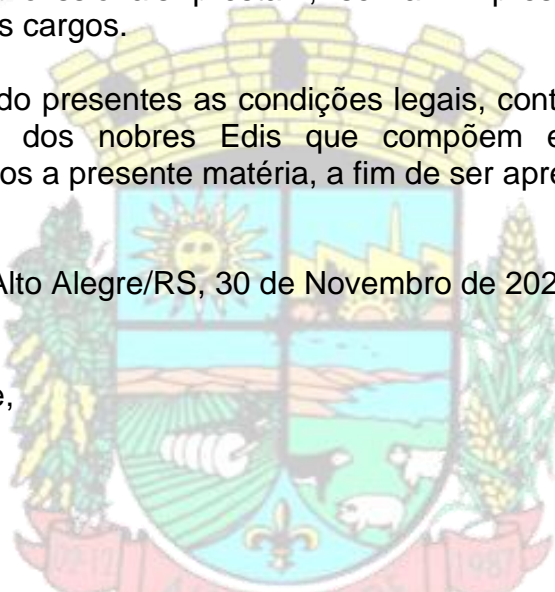 s cargos.
do presentes as condições legais, cont
dos nobres Edis que compõem e
os a presente matéria, a fim de ser apre
Alto Alegre/RS, 30 de Novembro de 202
e,
1987